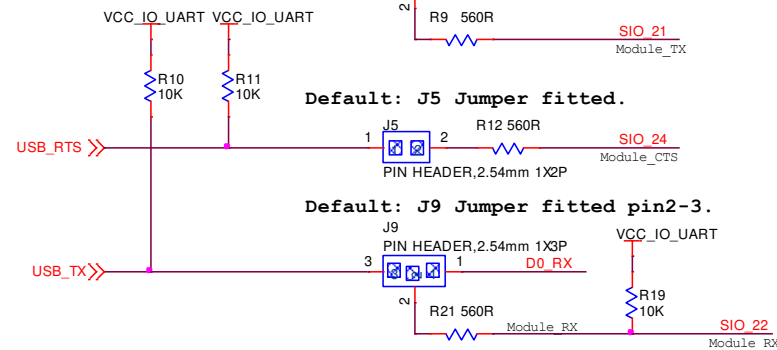 2
R9 560R
SIO_21
Module_TX
VCC_IO_UART VCC_IO_UART
R10
10K
R11
10K
Default: J5 Jumper fitted.
USB_RTS
J5
1 2
R12 560R
SIO_24
Module_CTS
PIN HEADER,2.54mm 1X2P
Default: J9 Jumper fitted pin2-3.
J9
PIN HEADER,2.54mm 1X3P
VCC_IO_UART
USB_TX
3 1
D0_RX
2
R21 560R
Module_RX
R19
10K
SIO_22
Module_RX